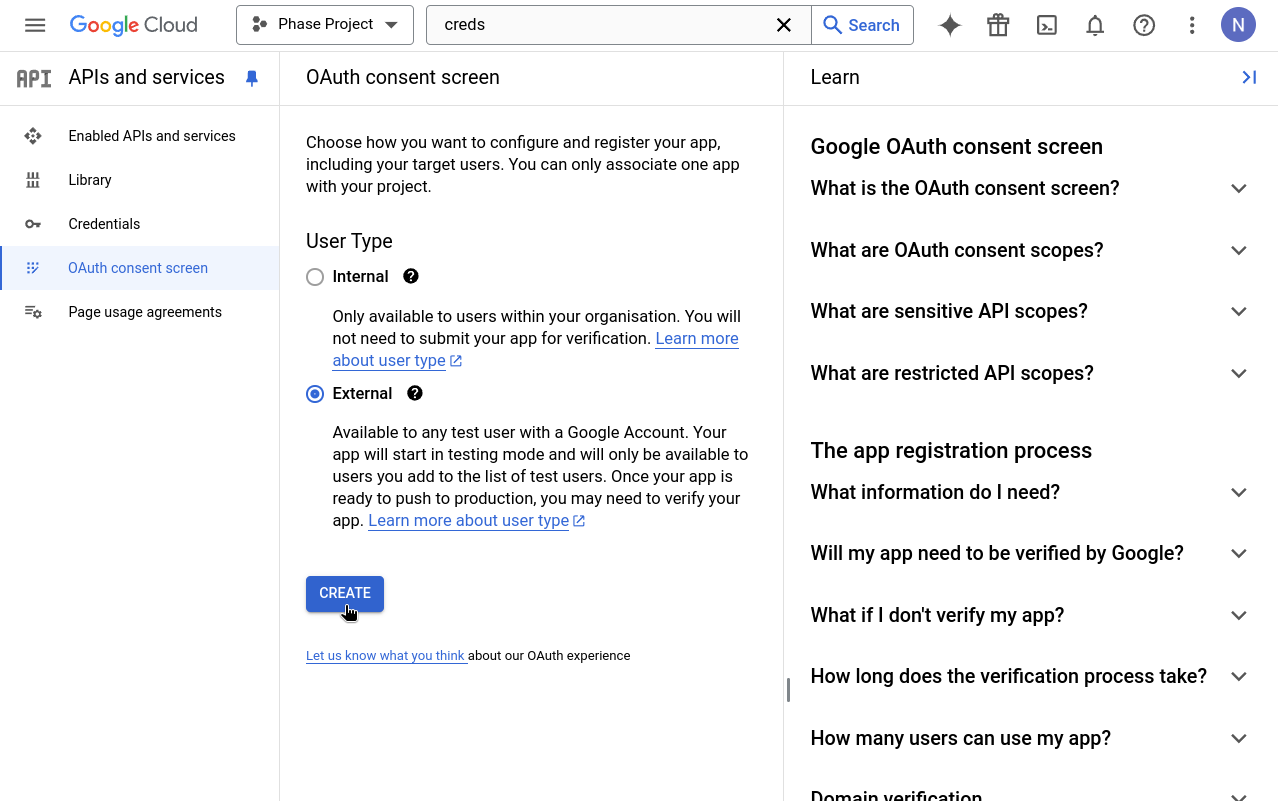 Google Cloud
Phase Project
creds
Search
N
API APIs and services
Enabled APIs and services
Library
Credentials
OAuth consent screen
Page usage agreements
OAuth consent screen
Choose how you want to configure and register your app,
including your target users. You can only associate one app
with your project.
User Type
Internal
Only available to users within your organisation. You will
not need to submit your app for verification. Learn more
about user type
External
Available to any test user with a Google Account. Your
app will start in testing mode and will only be available to
users you add to the list of test users. Once your app is
ready to push to production, you may need to verify your
app. Learn more about user type
CREATE
Let us know what you think about our OAuth experience
Learn
Google OAuth consent screen
What is the OAuth consent screen?
What are OAuth consent scopes?
What are sensitive API scopes?
What are restricted API scopes?
The app registration process
What information do I need?
Will my app need to be verified by Google?
What if I don't verify my app?
How long does the verification process take?
How many users can use my app?
Domain verification